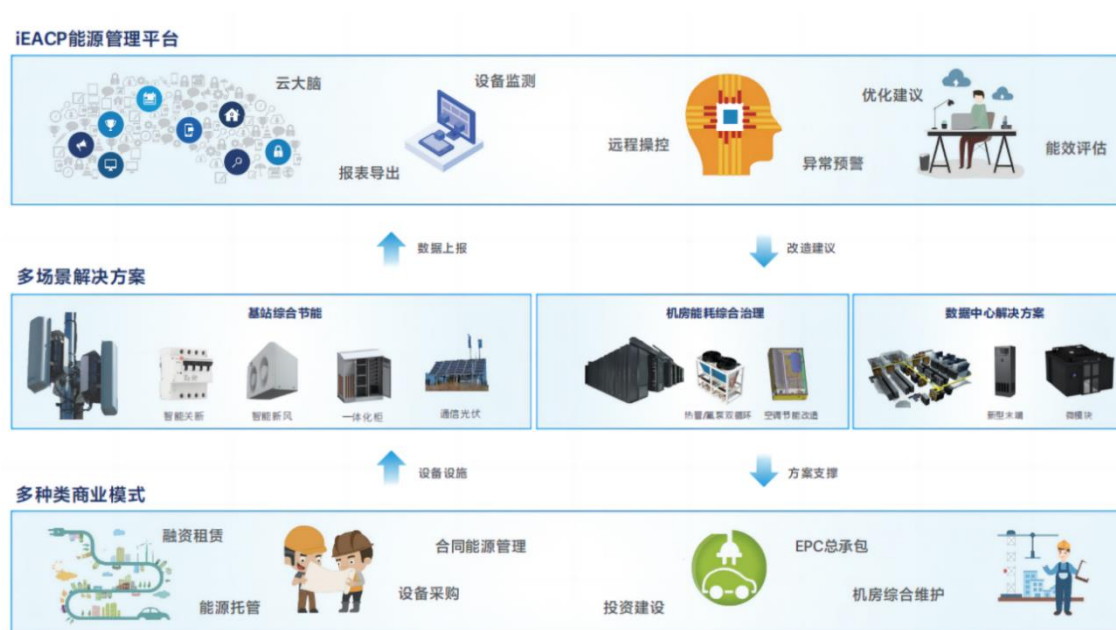 iEACP能源管理平台
云大脑
设备监测
优化建议
远程操控
能效评估
报表导出
异常预警
数据上报
改造建议
多场景解决方案
基站综合节能
机房能耗综合治理
数据中心解决方案
智能关断
智能新风
一体化柜
通信光伏
热管/氟泵双循环
空调节能改造
新型末端
微模块
设备设施
方案支撑
多种类商业模式
融资租赁
合同能源管理
EPC总承包
能源托管
设备采购
投资建设
机房综合维护